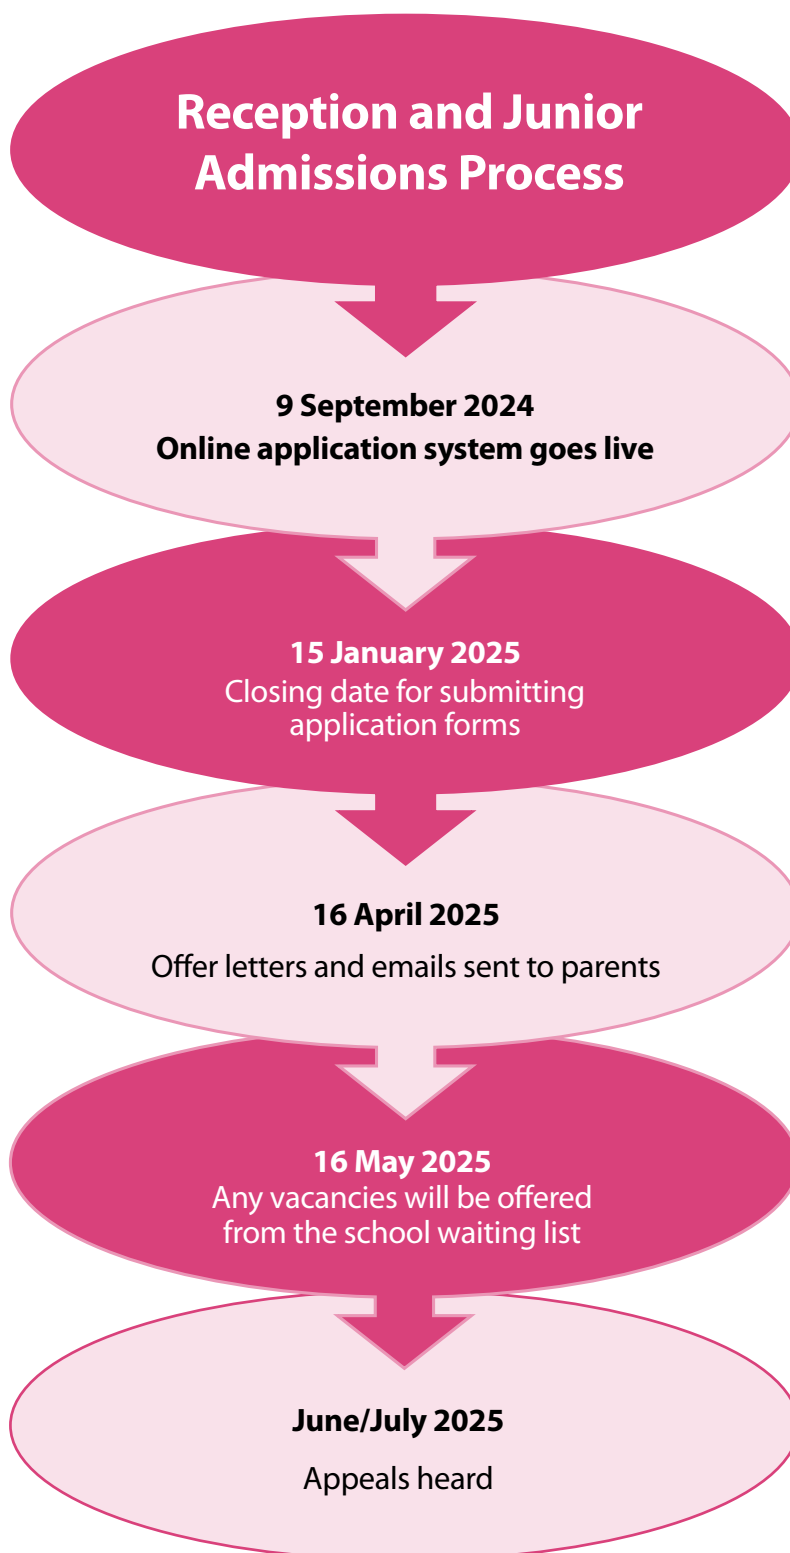 Reception and Junior
Admissions Process
9 September 2024
Online application system goes live
15 January 2025
Closing date for submitting
application forms
16 April 2025
Offer letters and emails sent to parents
16 May 2025
Any vacancies will be offered
from the school waiting list
June/July 2025
Appeals heard